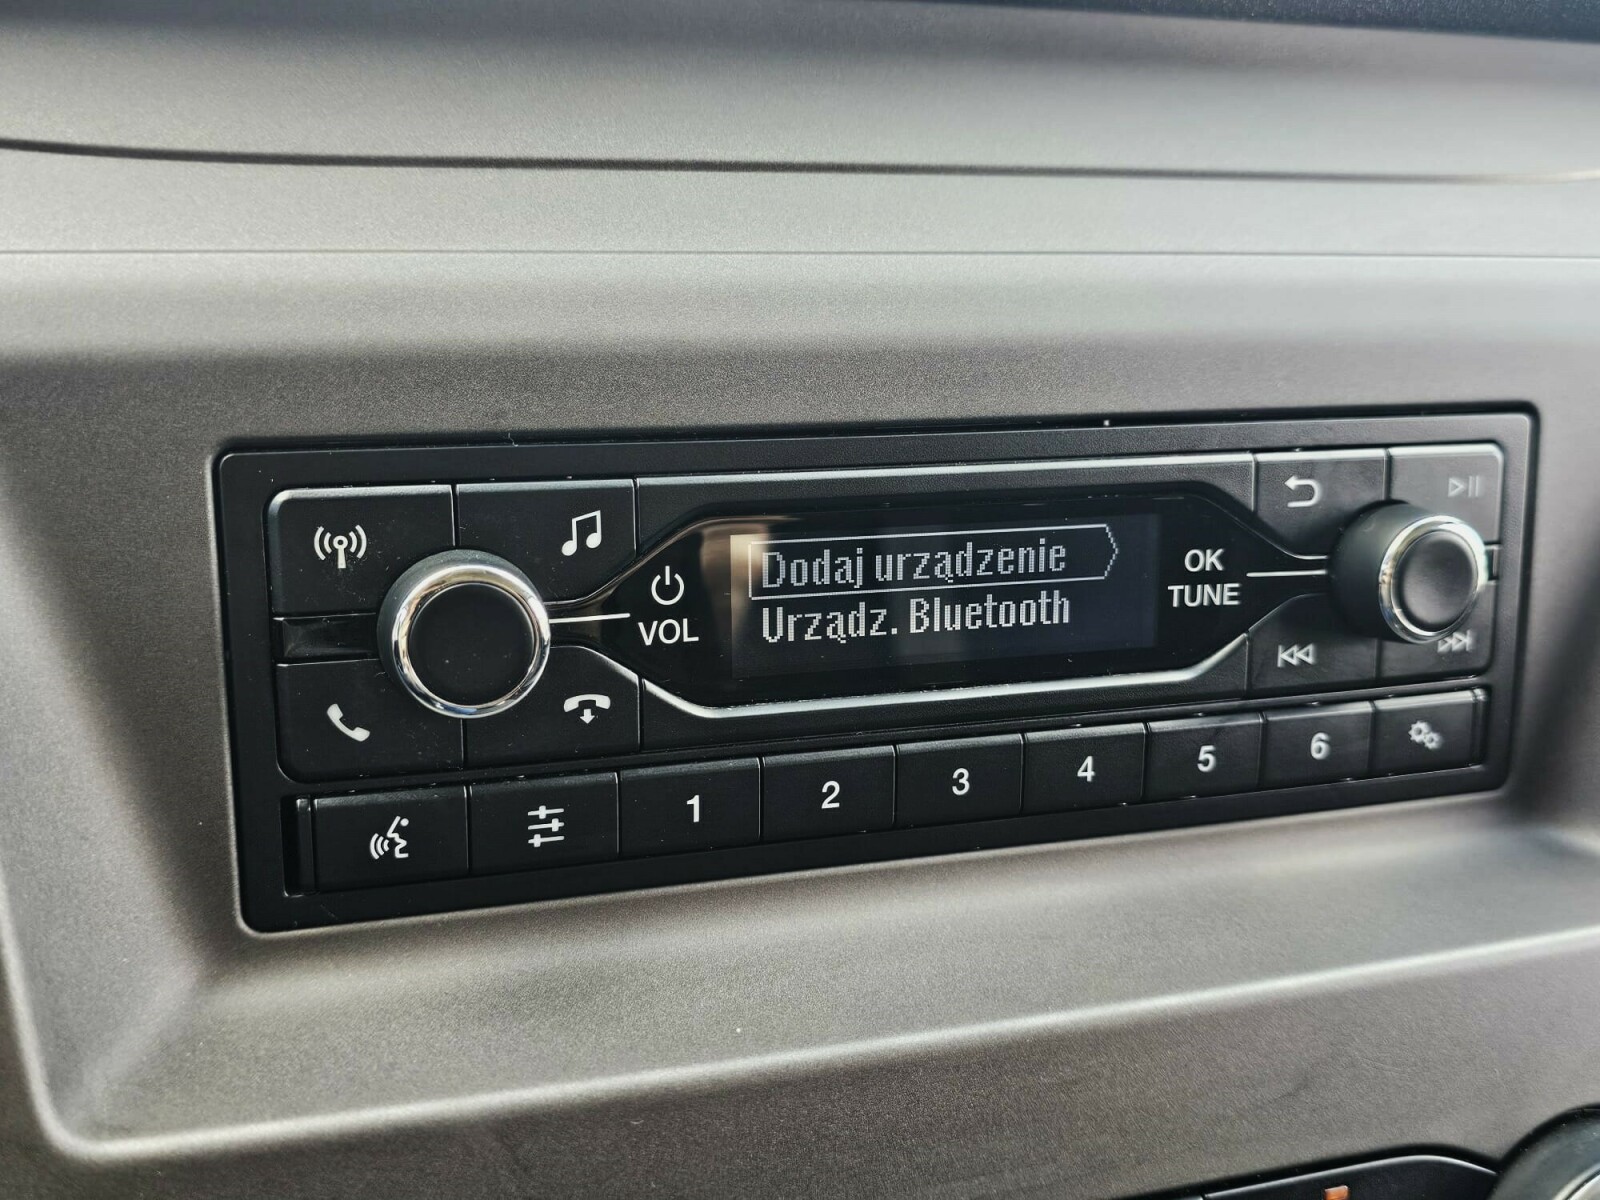 Dodaj urządzenie
Urządz. Bluetooth
VOL
OK
TUNE
1 2 3 4 5 6